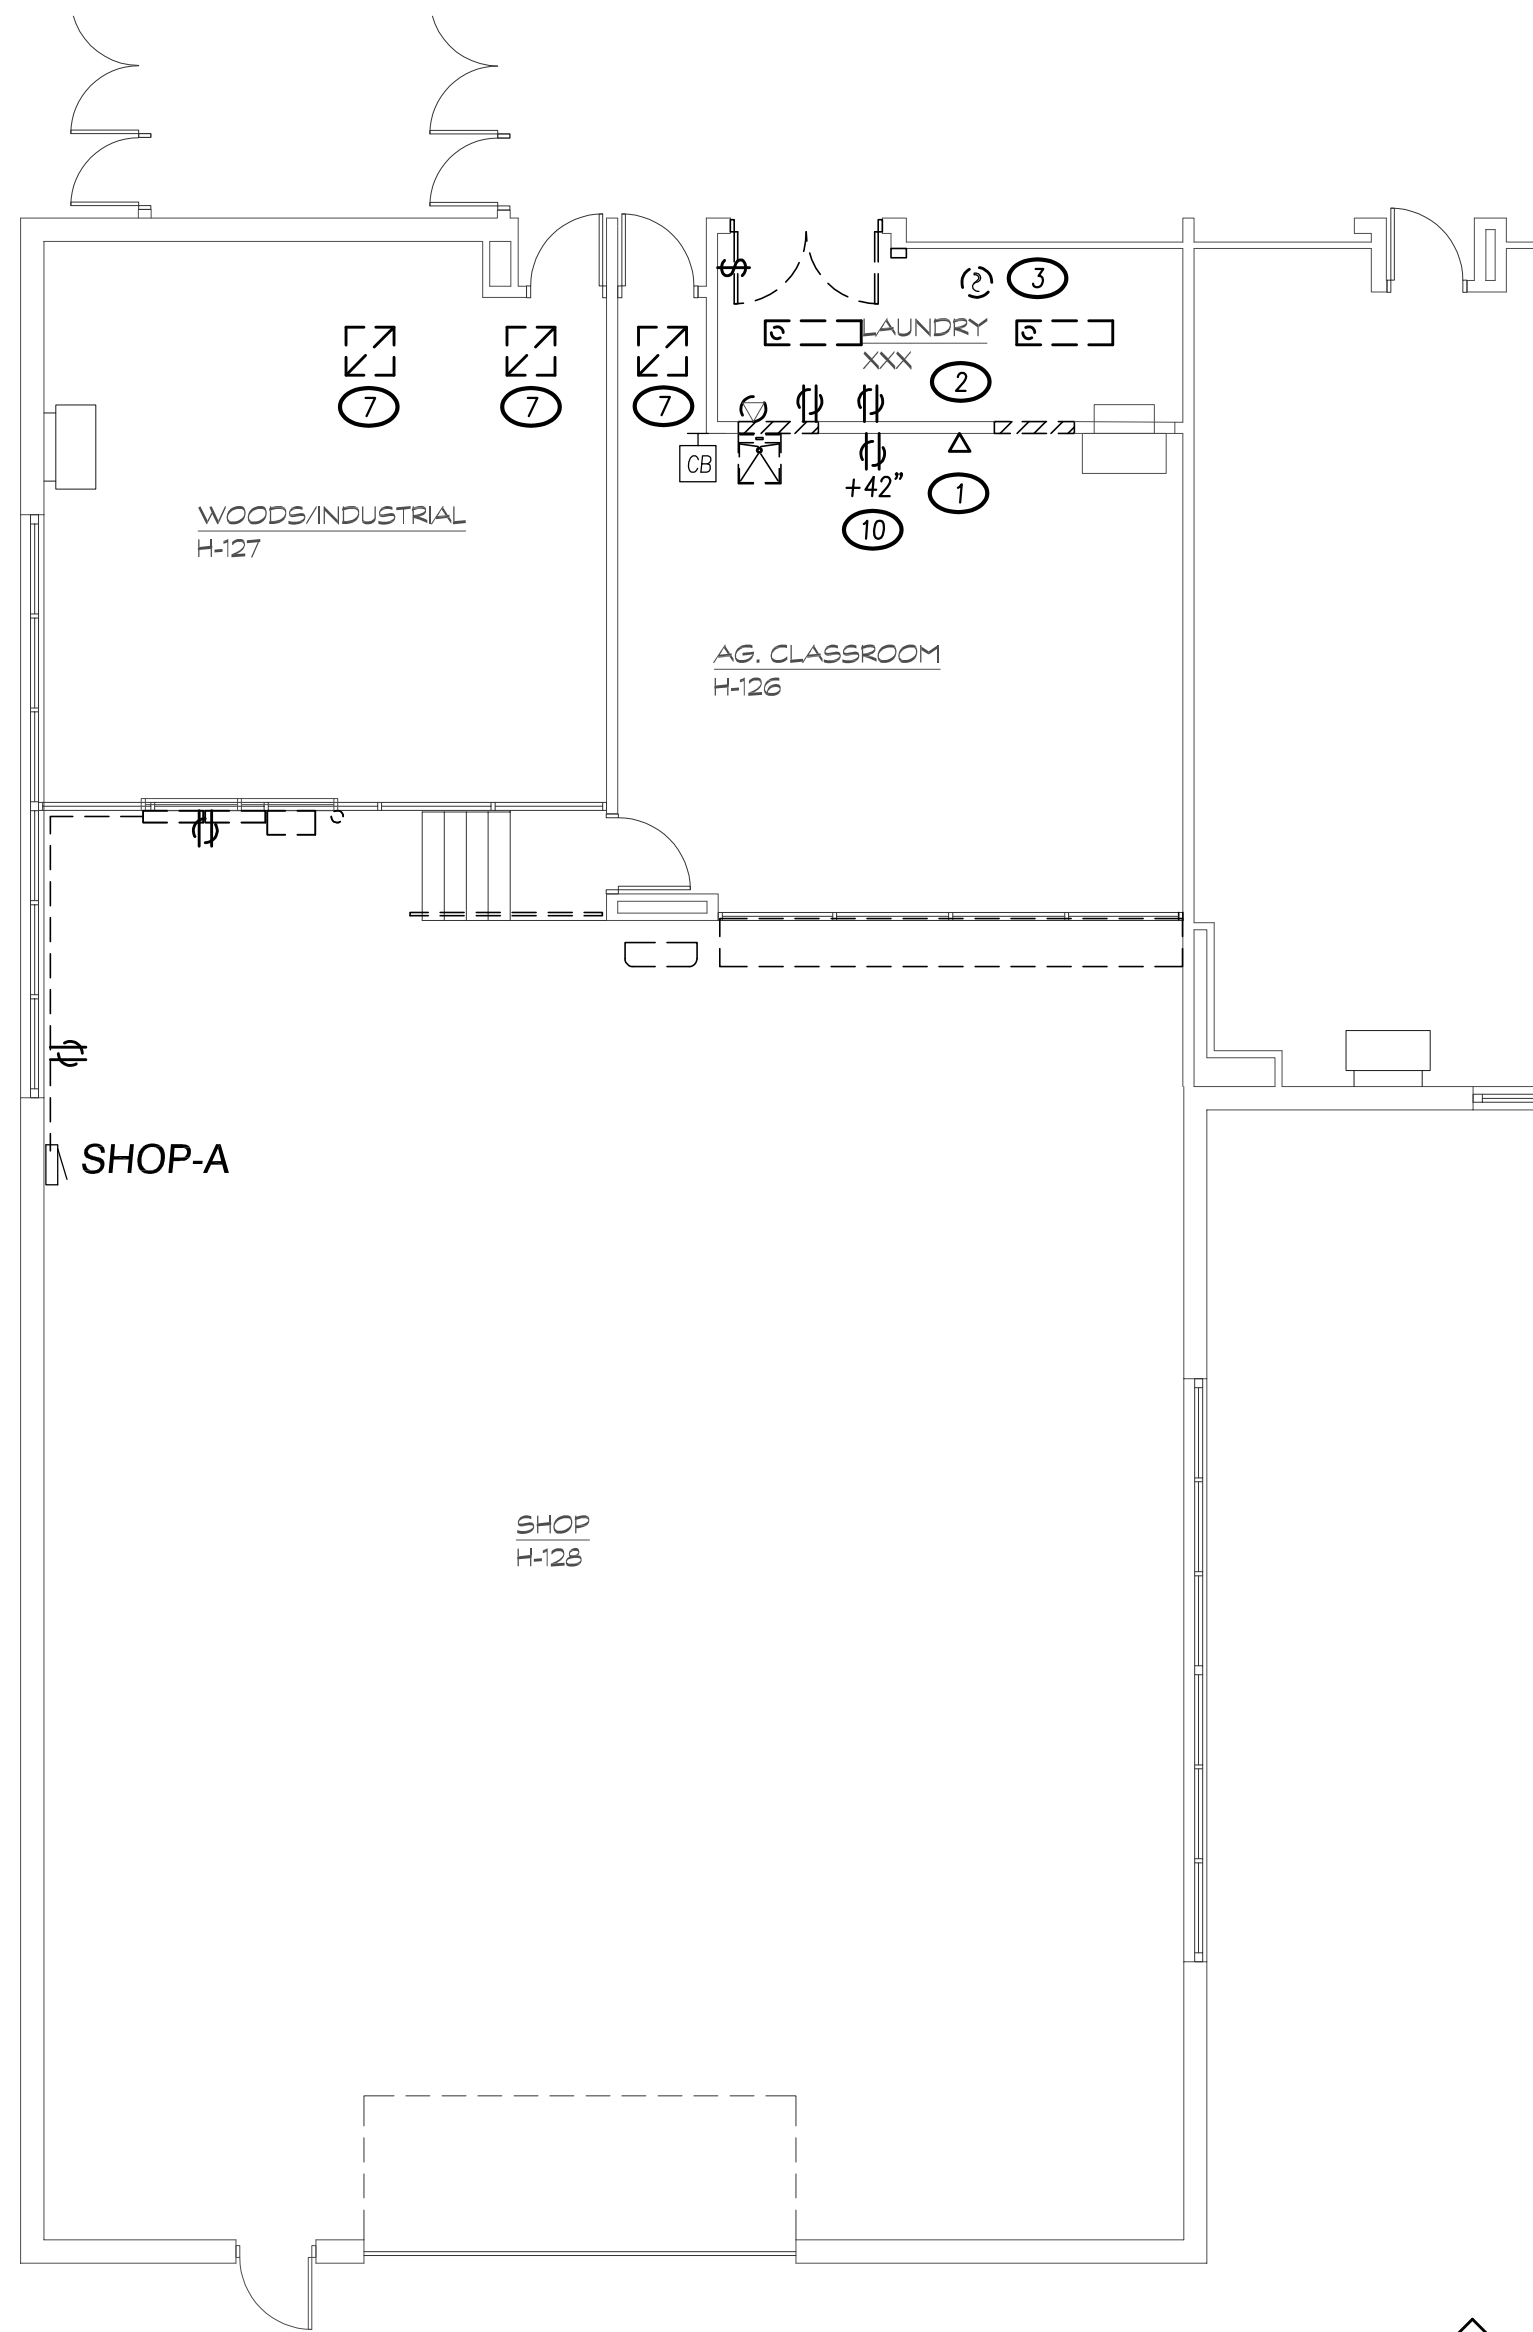 $
3
LAUNDRY
XXX
2
7
7
7
CB
+42"
1
10
WOODS/INDUSTRIAL
H-127
AG. CLASSROOM
H-126
SHOP-A
SHOP
H-128